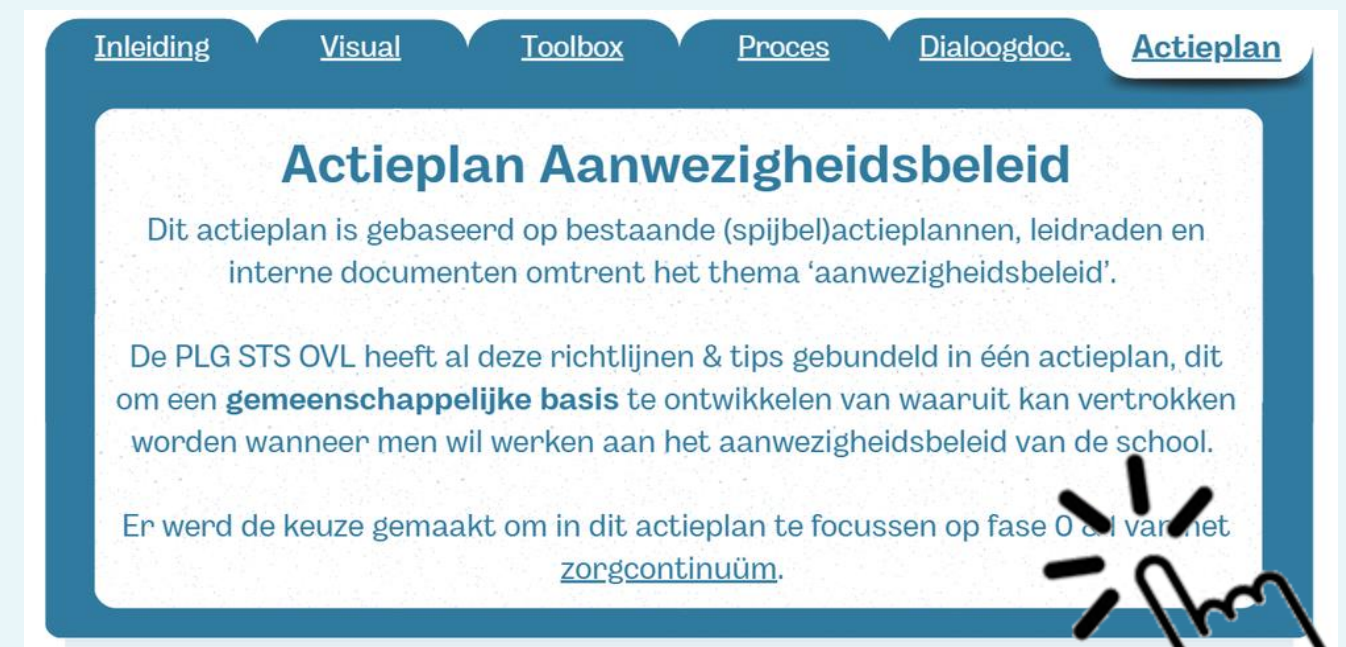 Inleiding Visual Toolbox Proces Dialoogdoc. Actieplan
Actieplan Aanwezigheidsbeleid
Dit actieplan is gebaseerd op bestaande (spijbel)actieplannen, leidraden en
interne documenten omtrent het thema ‘aanwezigheidsbeleid’.
De PLG STS OVL heeft al deze richtlijnen & tips gebundeld in één actieplan, dit
om een gemeenschappelijke basis te ontwikkelen van waaruit kan vertrokken
worden wanneer men wil werken aan het aanwezigheidsbeleid van de school.
Er werd de keuze gemaakt om in dit actieplan te focussen op fase 0 & 1 van het
zorgcontinuüm.